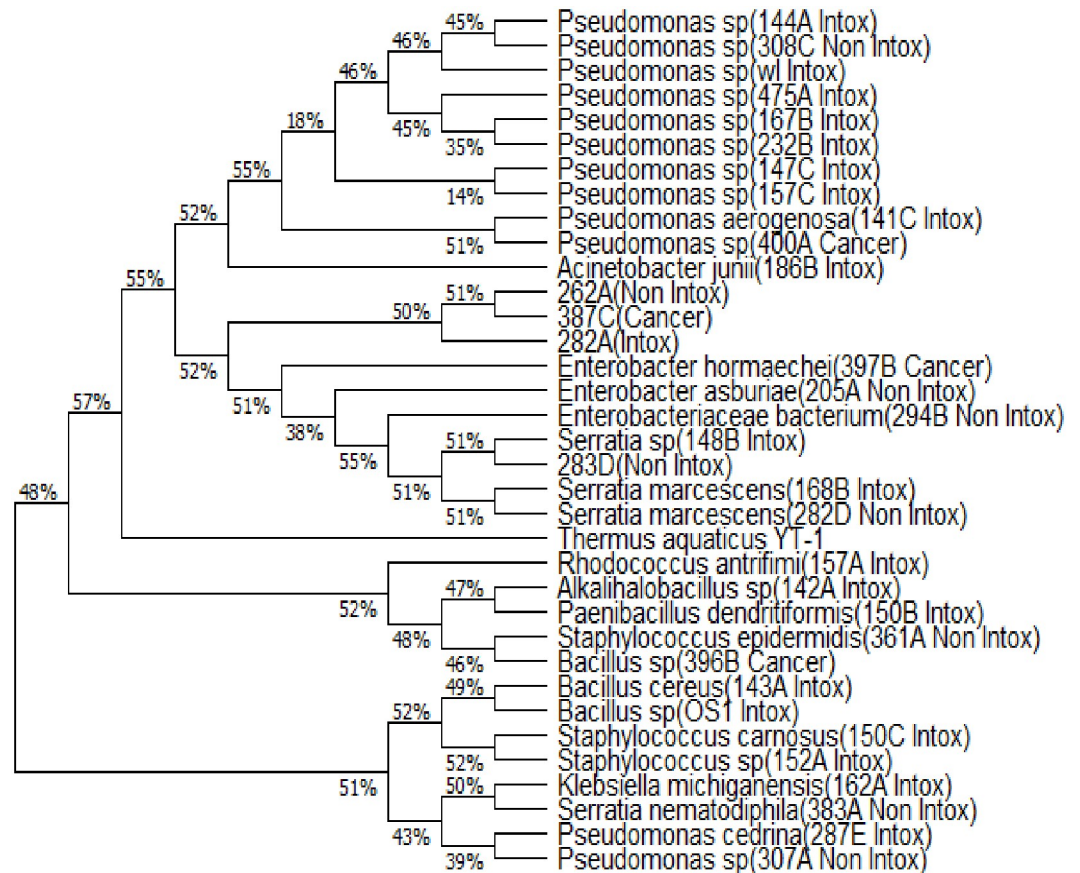 45%
Pseudomonas sp(144A Intox)
46%
Pseudomonas sp(308C Non Intox)
46%
Pseudomonas sp(wl Intox)
Pseudomonas sp(475A Intox)
18%
45%
Pseudomonas sp(167B Intox)
35%
Pseudomonas sp(232B Intox)
55%
Pseudomonas sp(147C Intox)
14%
Pseudomonas sp(157C Intox)
52%
Pseudomonas aerogenosa(141C Intox)
51%
Pseudomonas sp(400A Cancer)
Acinetobacter junii(186B Intox)
55%
51%
262A(Non Intox)
50%
387C(Cancer)
282A(Intox)
52%
Enterobacter hormaechei(397B Cancer)
51%
Enterobacter asburiae(205A Non Intox)
57%
38%
Enterobacteriaceae bacterium(294B Non Intox)
55%
51%
Serratia sp(148B Intox)
283D(Non Intox)
48%
51%
Serratia marcescens(168B Intox)
51%
Serratia marcescens(282D Non Intox)
Thermus aquaticus YT-1
Rhodococcus antrifimi(157A Intox)
52%
47%
Alkalihalobacillus sp(142A Intox)
Paenibacillus dendritiformis(150B Intox)
48%
Staphylococcus epidermidis(361A Non Intox)
46%
Bacillus sp(396B Cancer)
49%
Bacillus cereus(143A Intox)
52%
Bacillus sp(OS1 Intox)
Staphylococcus carnosus(150C Intox)
52%
Staphylococcus sp(152A Intox)
51%
50%
Klebsiella michiganensis(162A Intox)
Serratia nematodiphila(383A Non Intox)
43%
Pseudomonas cedrina(287E Intox)
39%
Pseudomonas sp(307A Non Intox)